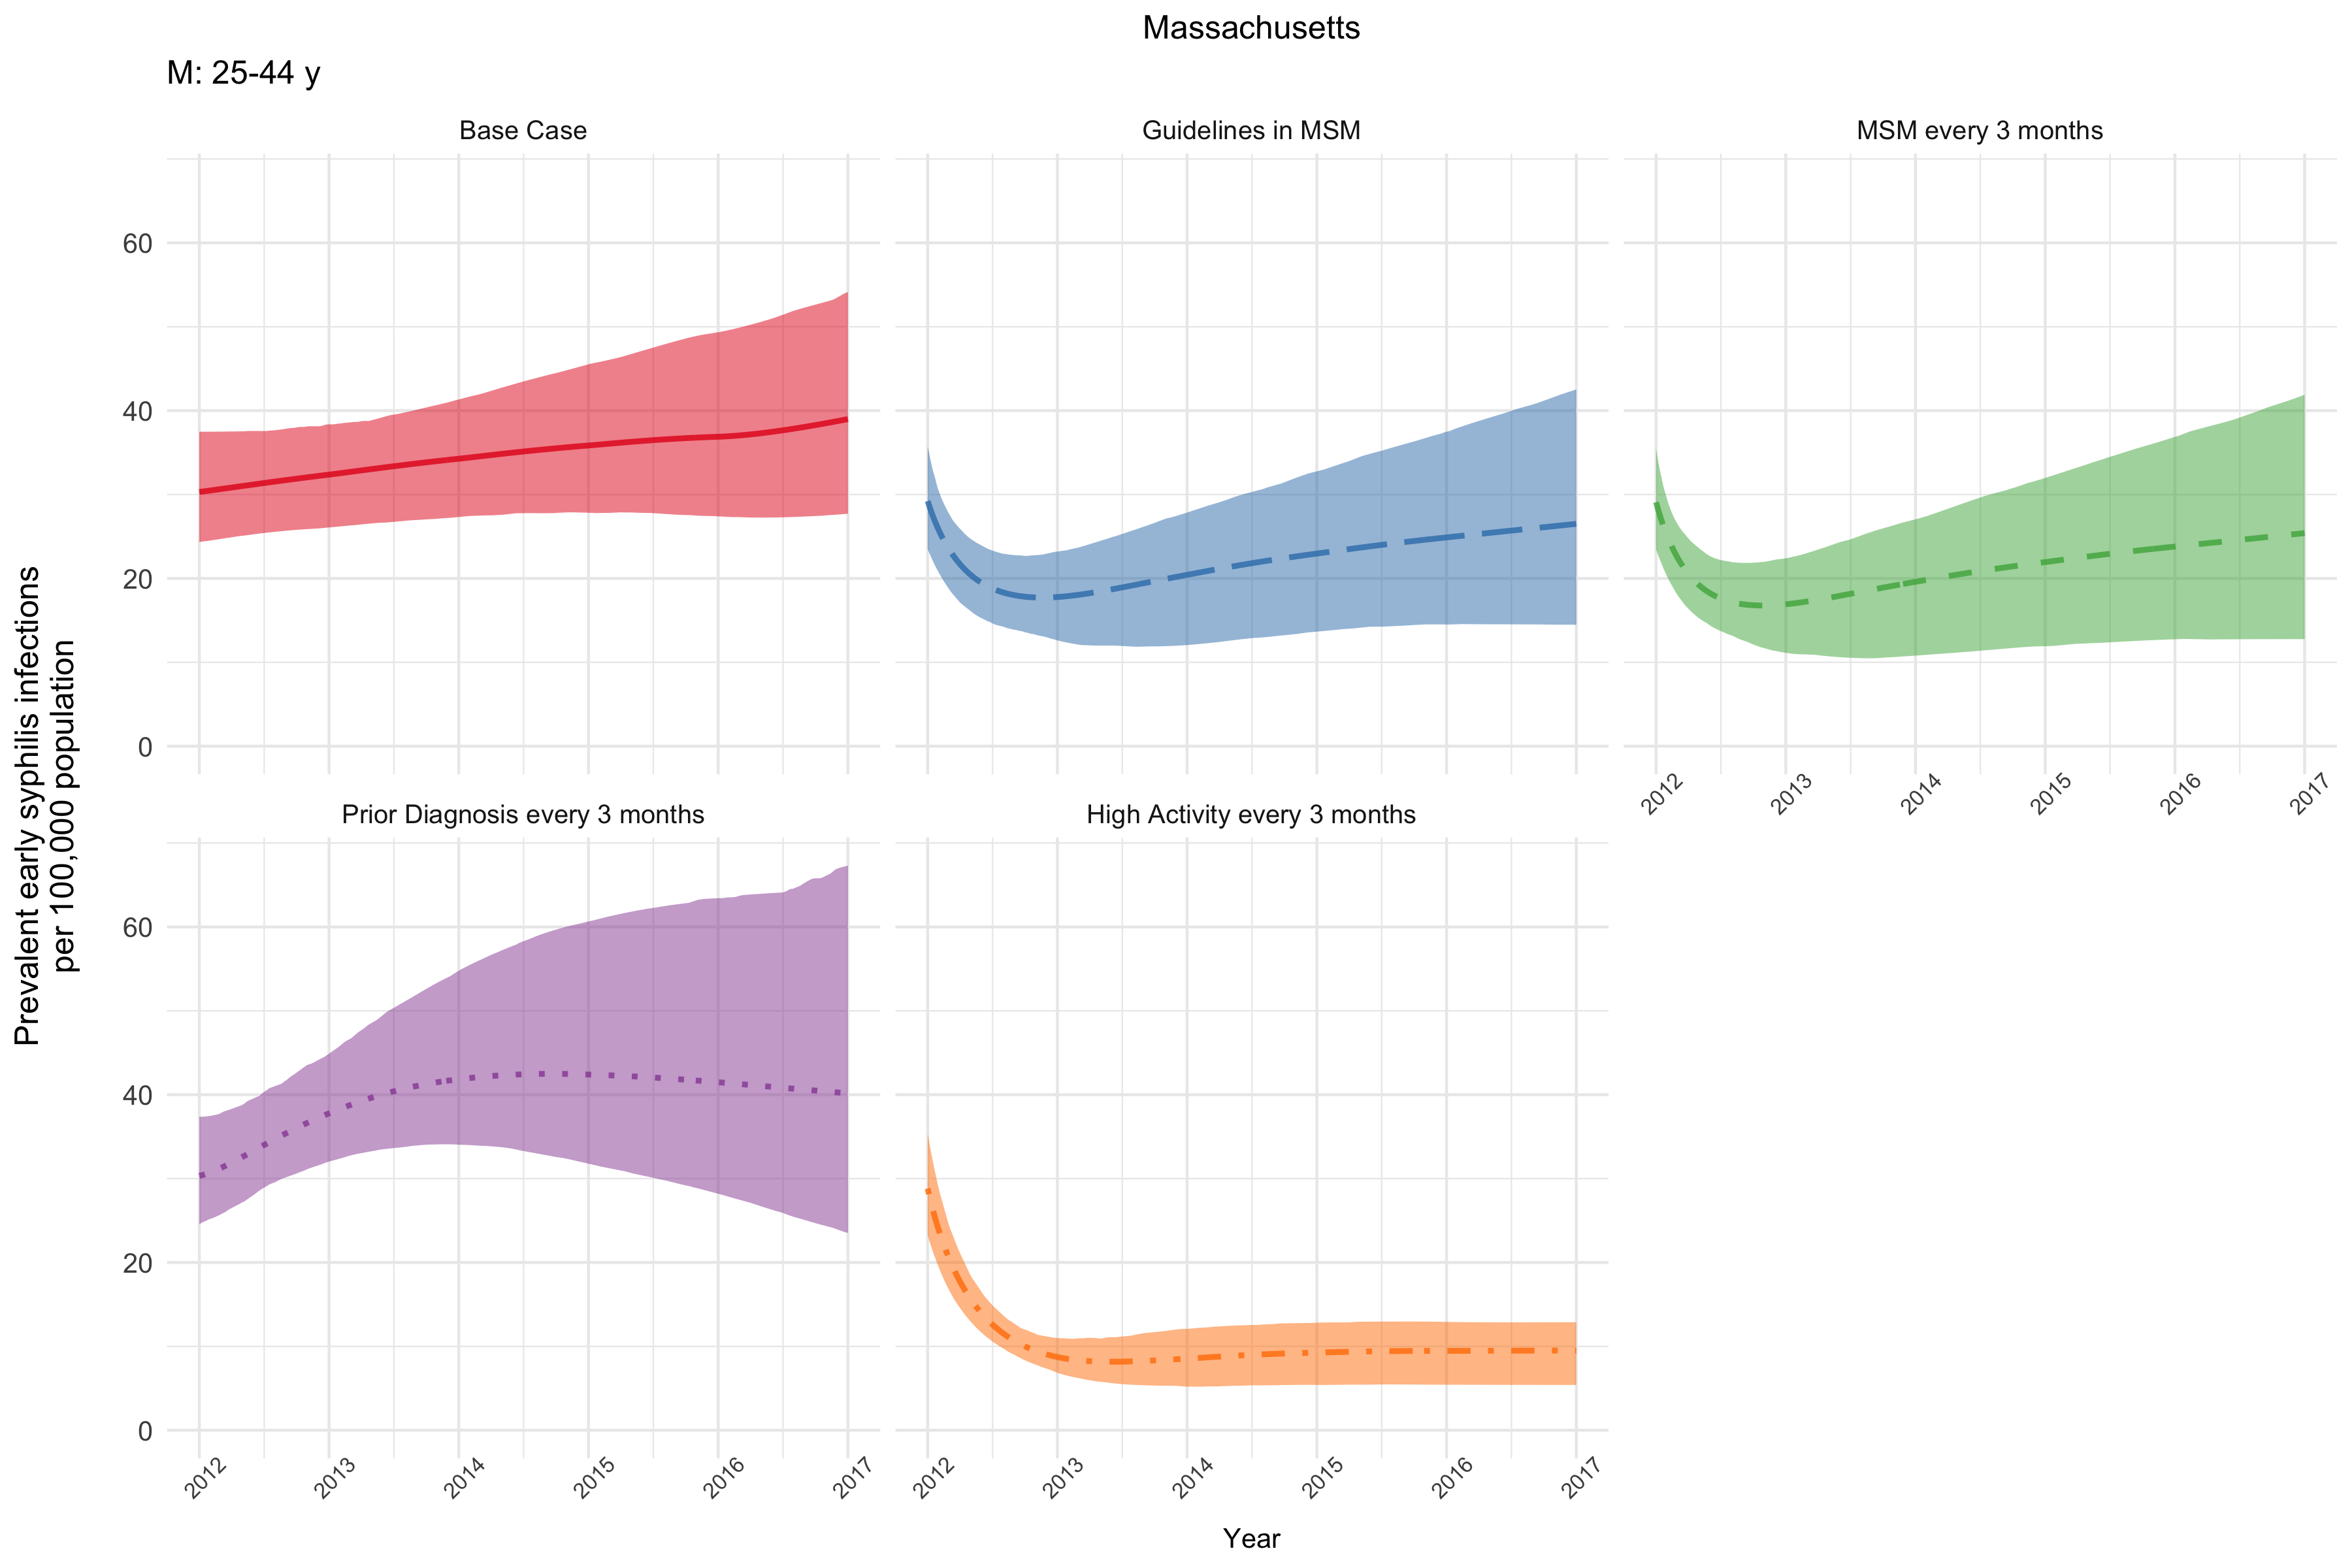 Massachusetts
M: 25-44 y
Base Case
Guidelines in MSM
MSM every 3 months
60
40
20
0
2012
2013
2014
2015
2016
2017
Prior Diagnosis every 3 months
High Activity every 3 months
60
40
20
0
2012
2013
2014
2015
2016
2017
2012
2013
2014
2015
2016
2017
Prevalent early syphilis infections
per 100,000 population
Year